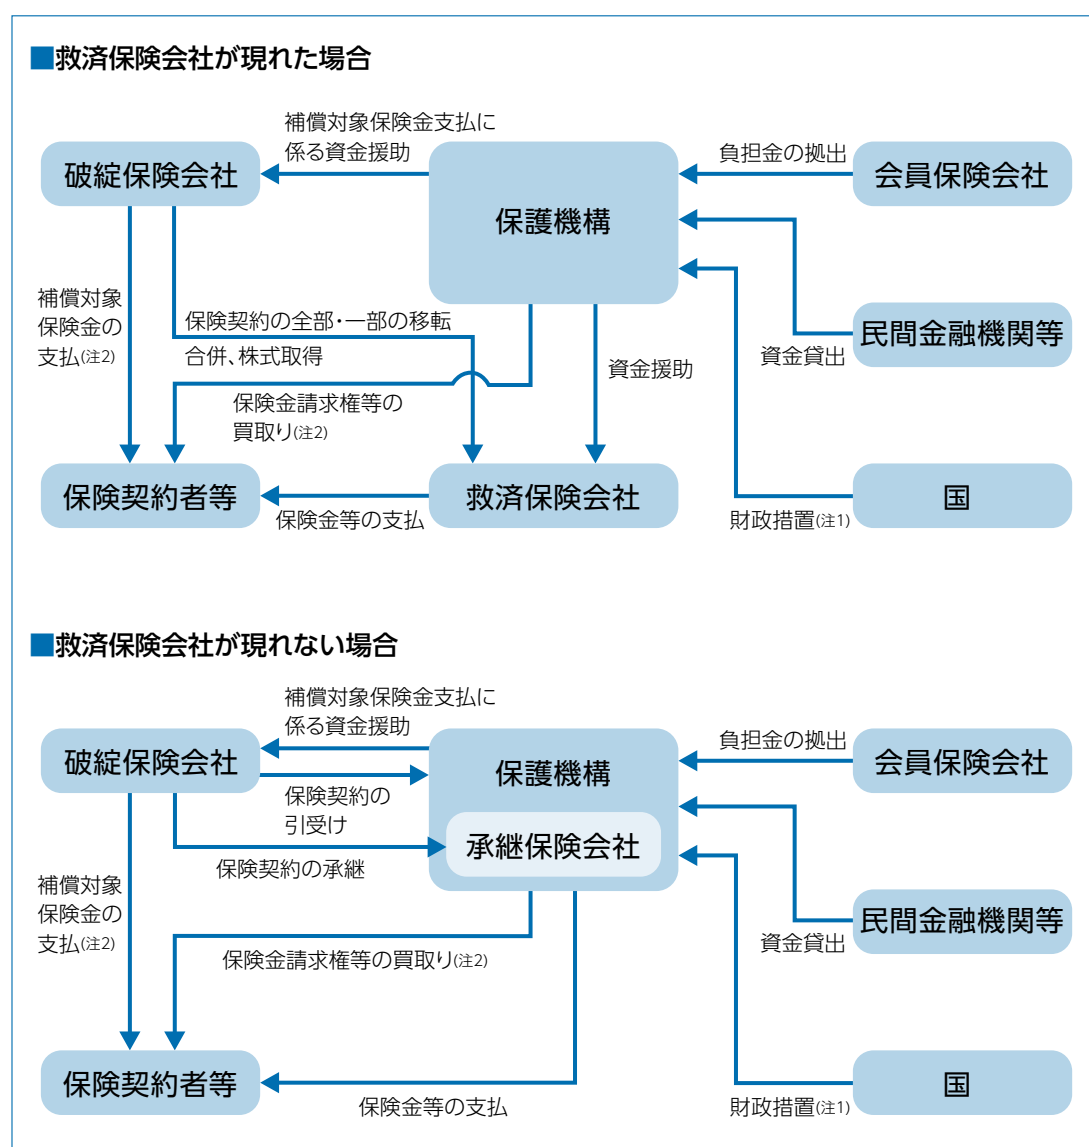 ■救済保険会社が現れた場合
補償対象保険金支払に
係る資金援助
破綻保険会社
保護機構
負担金の拠出
会員保険会社
補償対象
保険金の
支払(注2)
保険契約の全部・一部の移転
合併、株式取得
保険金請求権等の
買取り(注2)
資金援助
民間金融機関等
資金貸出
保険契約者等
保険金等の支払
救済保険会社
財政措置(注1)
国
■救済保険会社が現れない場合
補償対象保険金支払に
係る資金援助
破綻保険会社
保護機構
負担金の拠出
会員保険会社
保険契約の
引受け
承継保険会社
保険契約の承継
補償対象
保険金の
支払(注2)
保険金請求権等の買取り(注2)
民間金融機関等
資金貸出
保険契約者等
保険金等の支払
財政措置(注1)
国